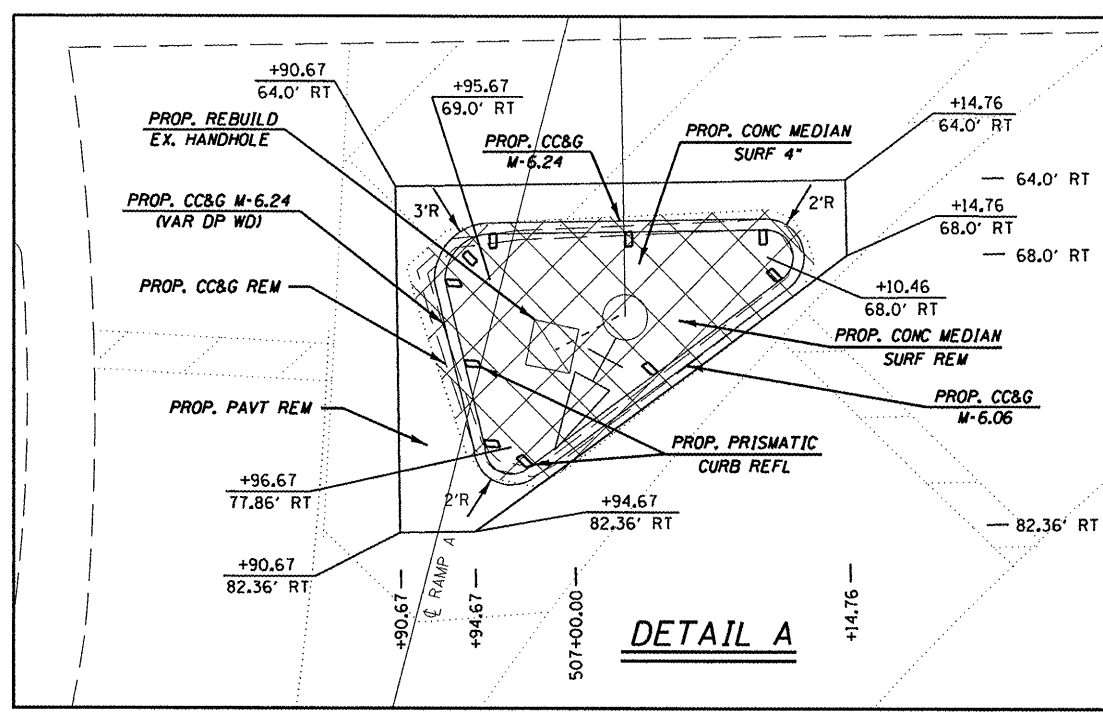 +90.67
64.0' RT
+95.67
69.0' RT
PROP. REBUILD
EX. HANDHOLE
PROP. CC&G
M-6.24
PROP. CONC MEDIAN
SURF 4"
+14.76
64.0' RT
64.0' RT
PROP. CC&G M-6.24
(VAR DP WD)
3'R
2'R
+14.76
68.0' RT
68.0' RT
PROP. CC&G REM
+10.46
68.0' RT
PROP. CONC MEDIAN
SURF REM
PROP. PAVT REM
PROP. CC&G
M-6.06
PROP. PRISMATIC
CURB REFL
+96.67
77.86' RT
2'R
+94.67
82.36' RT
82.36' RT
+90.67
82.36' RT
℄ RAMP A
+90.67
+94.67
507+00.00
+14.76
DETAIL A